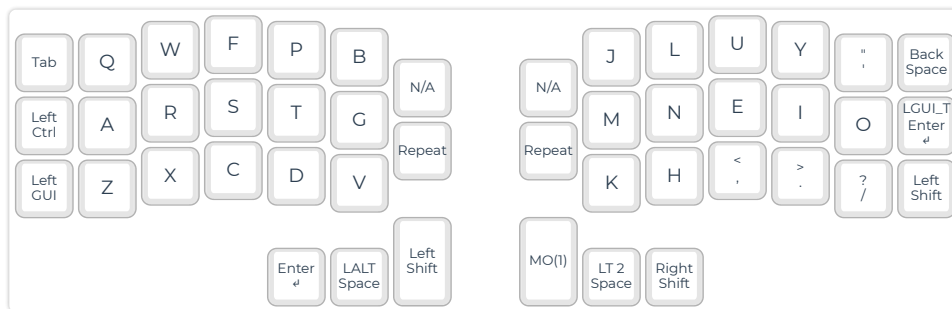 Tab Q W F P B N/A N/A J L U Y " ' Back Space
Left Ctrl A R S T G Repeat Repeat M N E I O LGUI_T Enter ↲
Left GUI Z X C D V K H < , > . ? / Left Shift
Enter ↲ LALT Space Left Shift MO(1) LT 2 Space Right Shift